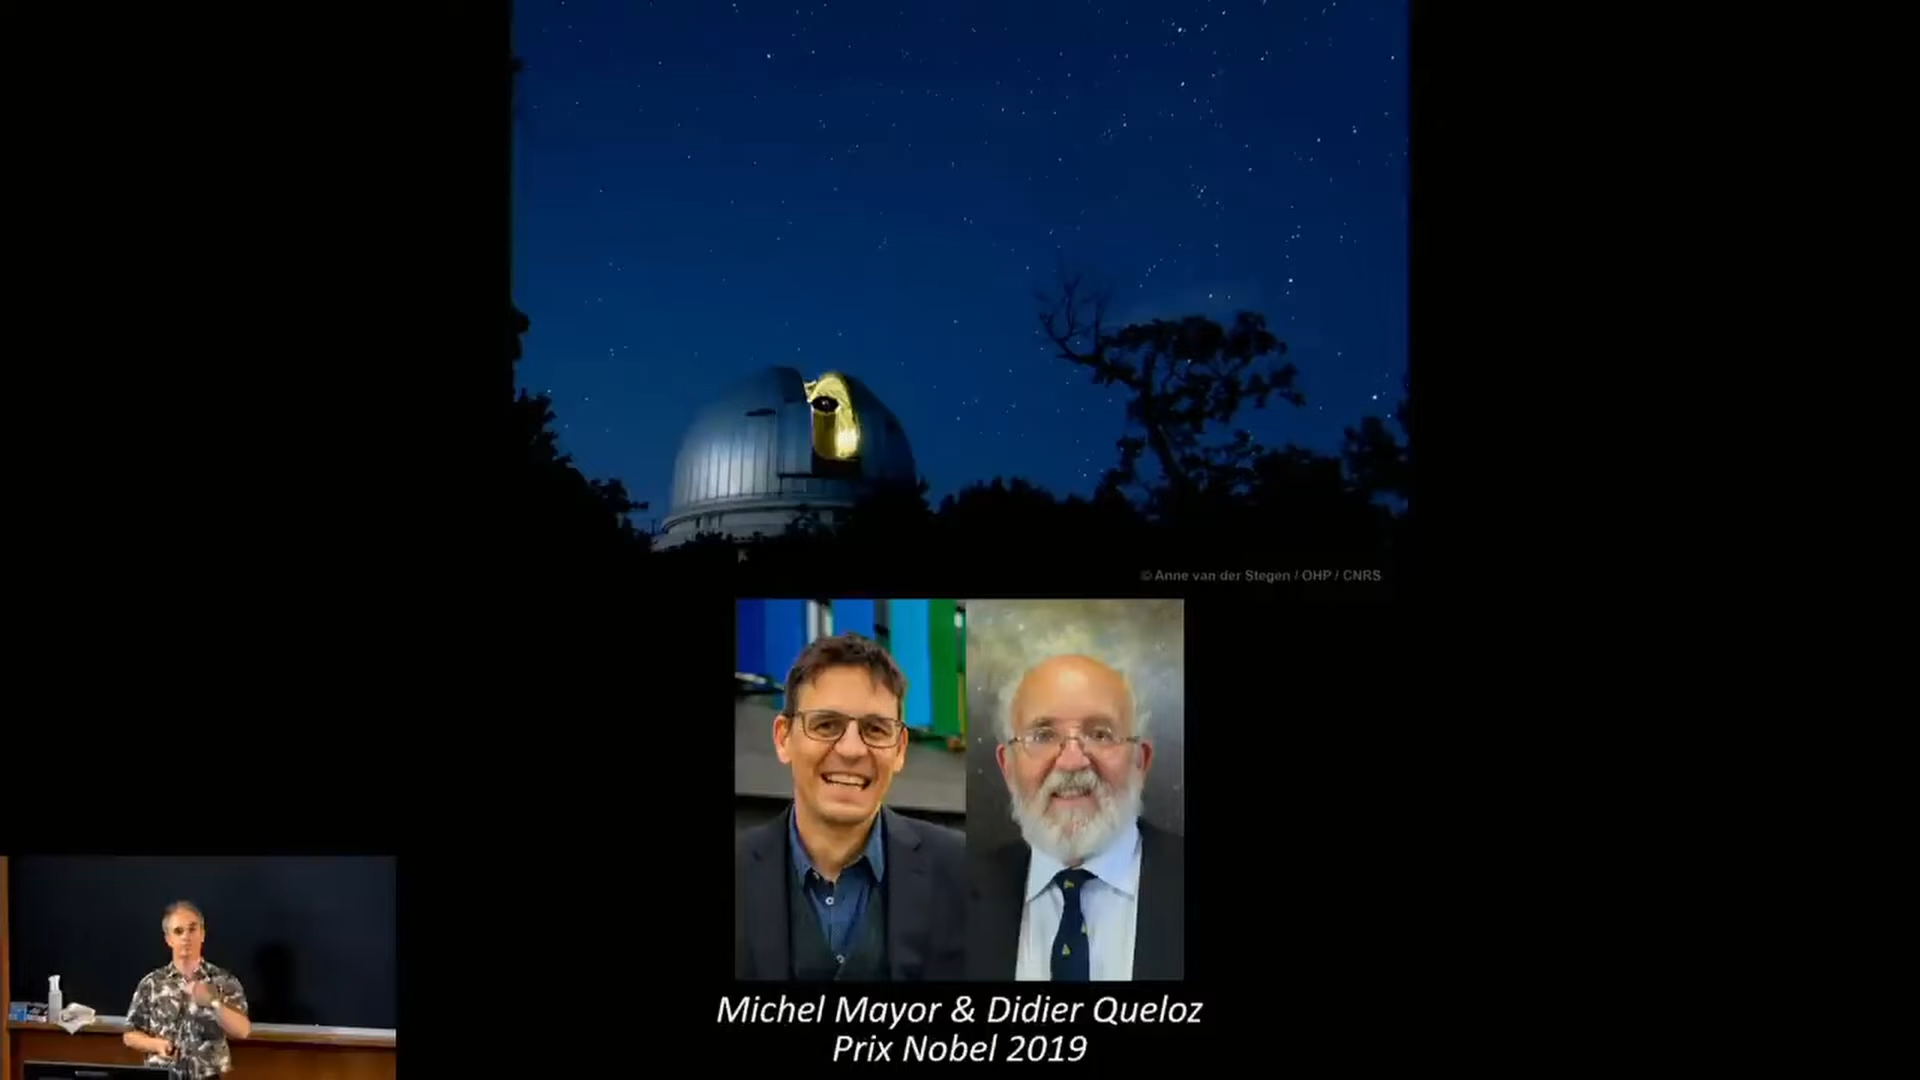 © Anne van der Stegen / OHP / CNRS
Michel Mayor & Didier Queloz
Prix Nobel 2019